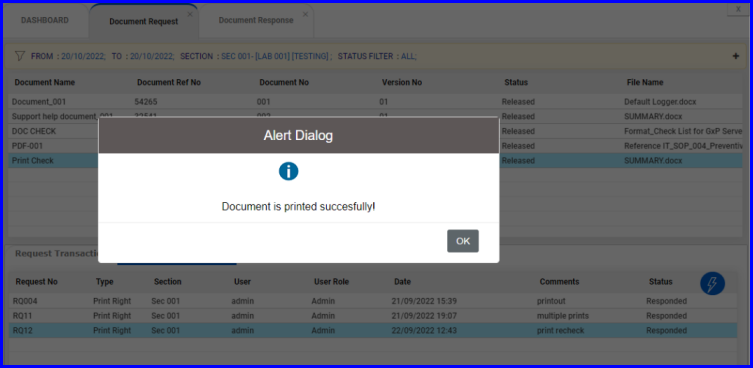 X
DASHBOARD Document Request × Document Response ×
FROM : 20/10/2022; TO : 20/10/2022; SECTION : SEC 001- [LAB 001] [TESTING] ; STATUS FILTER : ALL; +
Document Name Document Ref No Document No Version No Status File Name
Document_001 54265 001 01 Released Default Logger.docx
Support help document_001 32541 002 01 Released SUMMARY.docx
DOC CHECK Released Format_Check List for GxP Serve
PDF-001 Released Reference IT_SOP_004_Preventiv
Print Check Released SUMMARY.docx
Alert Dialog
i
Document is printed succesfully!
OK
Request Transacti
Request No Type Section User User Role Date Comments Status
RQ004 Print Right Sec 001 admin Admin 21/09/2022 15:39 printout Responded
RQ11 Print Right Sec 001 admin Admin 21/09/2022 19:07 multiple prints Responded
RQ12 Print Right Sec 001 admin Admin 22/09/2022 12:43 print recheck Responded